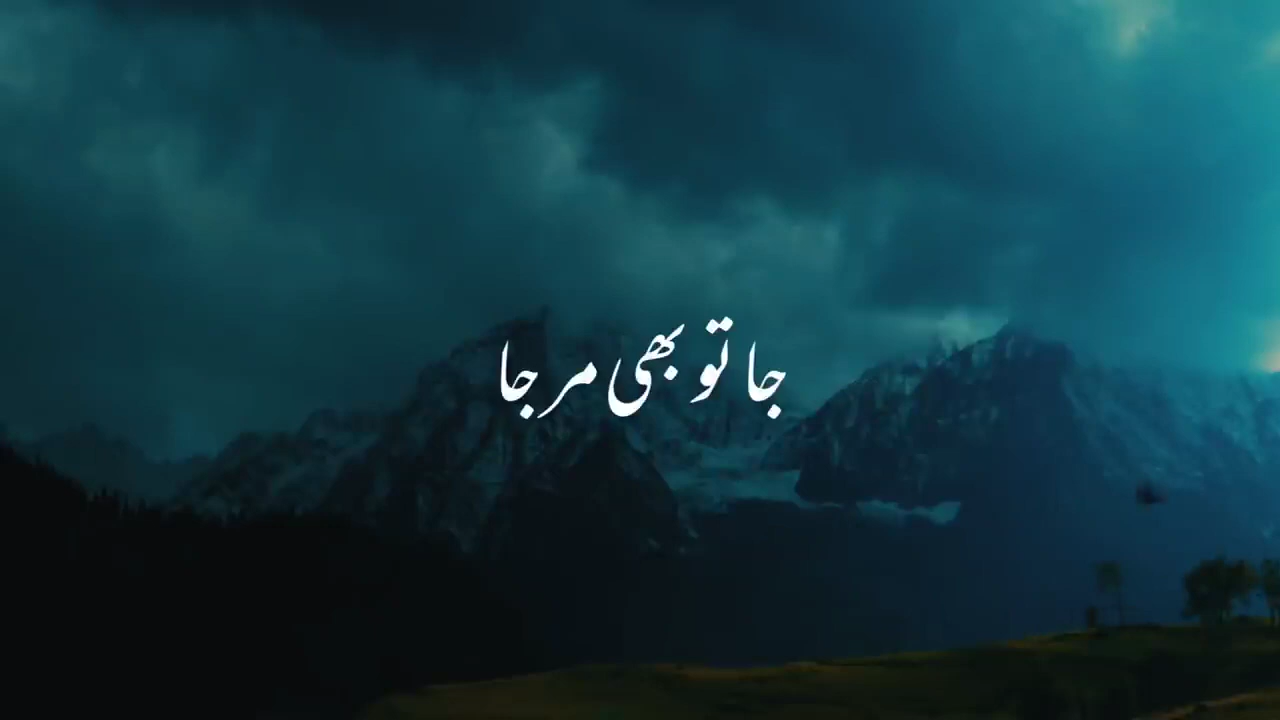 جا تو بھی مر جا